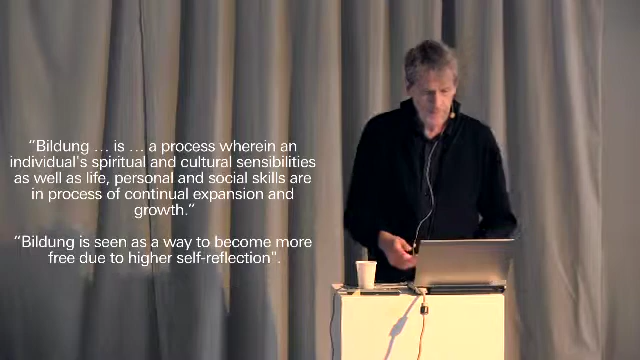 “Bildung … is … a process wherein an
individual's spiritual and cultural sensibilities
as well as life, personal and social skills are
in process of continual expansion and
growth.“
“Bildung is seen as a way to become more
free due to higher self-reflection".